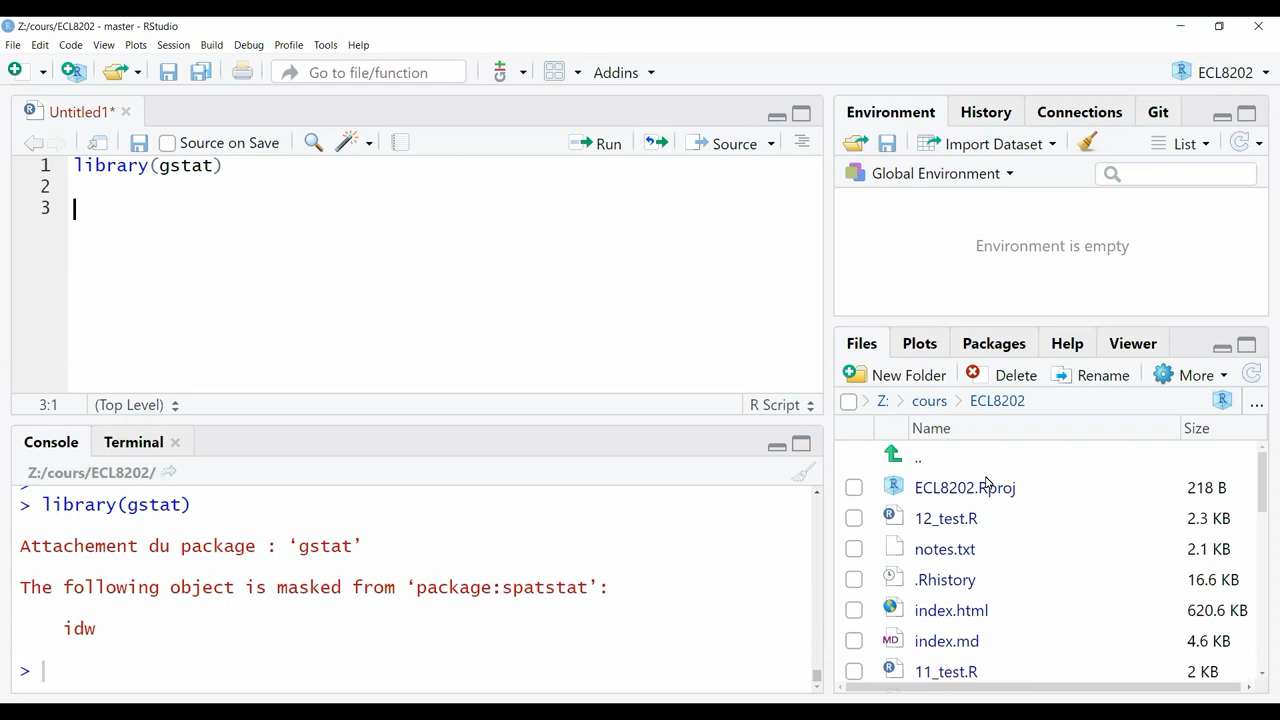 Z:/cours/ECL8202 - master - RStudio
File Edit Code View Plots Session Build Debug Profile Tools Help
Go to file/function Addins ECL8202
Untitled1*
Source on Save Run Source
1 library(gstat)
2
3
3:1 (Top Level) R Script
Console Terminal
Z:/cours/ECL8202/
> library(gstat)
Attachement du package : ‘gstat’
The following object is masked from ‘package:spatstat’:
idw
>
Environment History Connections Git
Import Dataset List
Global Environment
Environment is empty
Files Plots Packages Help Viewer
New Folder Delete Rename More
Z: cours ECL8202 ...
Name Size
..
ECL8202.Rproj 218 B
12_test.R 2.3 KB
notes.txt 2.1 KB
.Rhistory 16.6 KB
index.html 620.6 KB
index.md 4.6 KB
11_test.R 2 KB